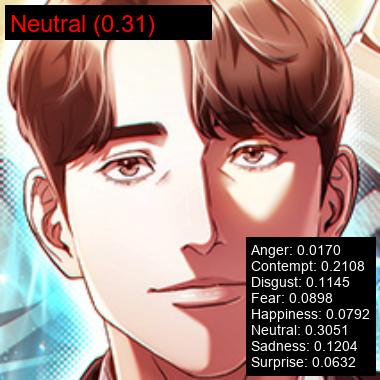 Neutral (0.31)
Anger: 0.0170
Contempt: 0.2108
Disgust: 0.1145
Fear: 0.0898
Happiness: 0.0792
Neutral: 0.3051
Sadness: 0.1204
Surprise: 0.0632